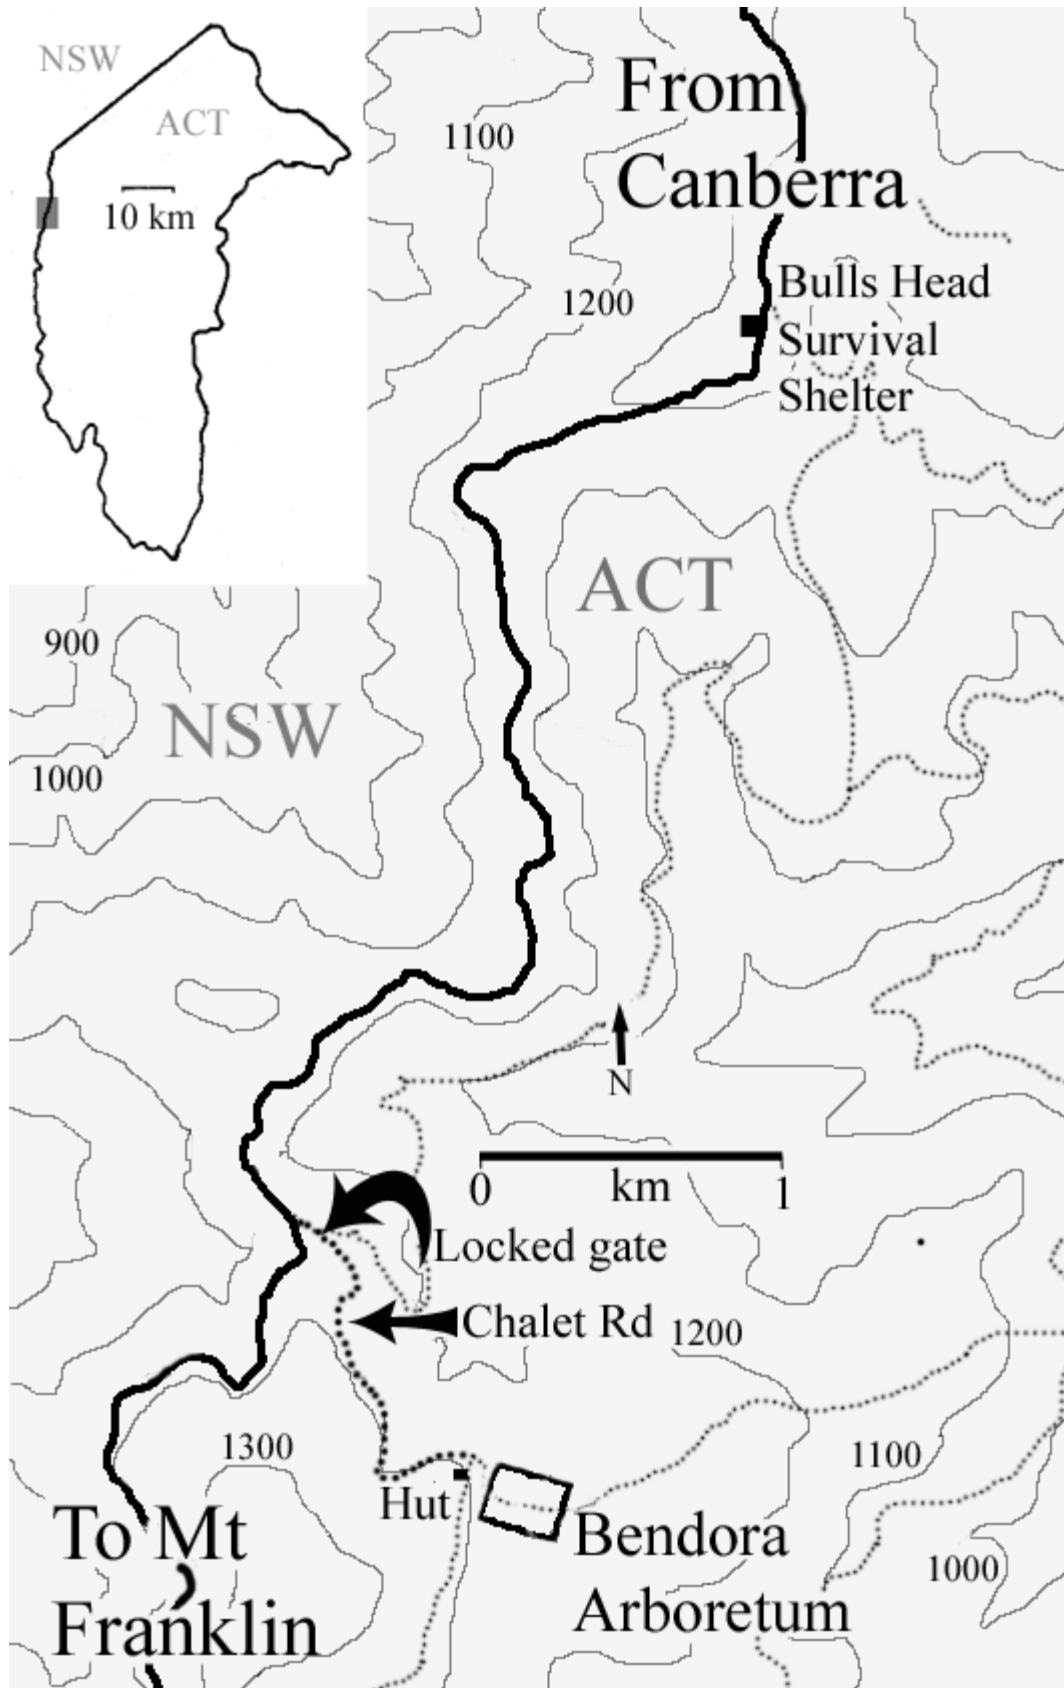 NSW
ACT
10 km
From
Canberra
1100
1200
Bulls Head
Survival
Shelter
ACT
900
NSW
1000
N
0 km 1
Locked gate
Chalet Rd
1200
1300
1100
Hut
To Mt
Franklin
Bendora
Arboretum
1000